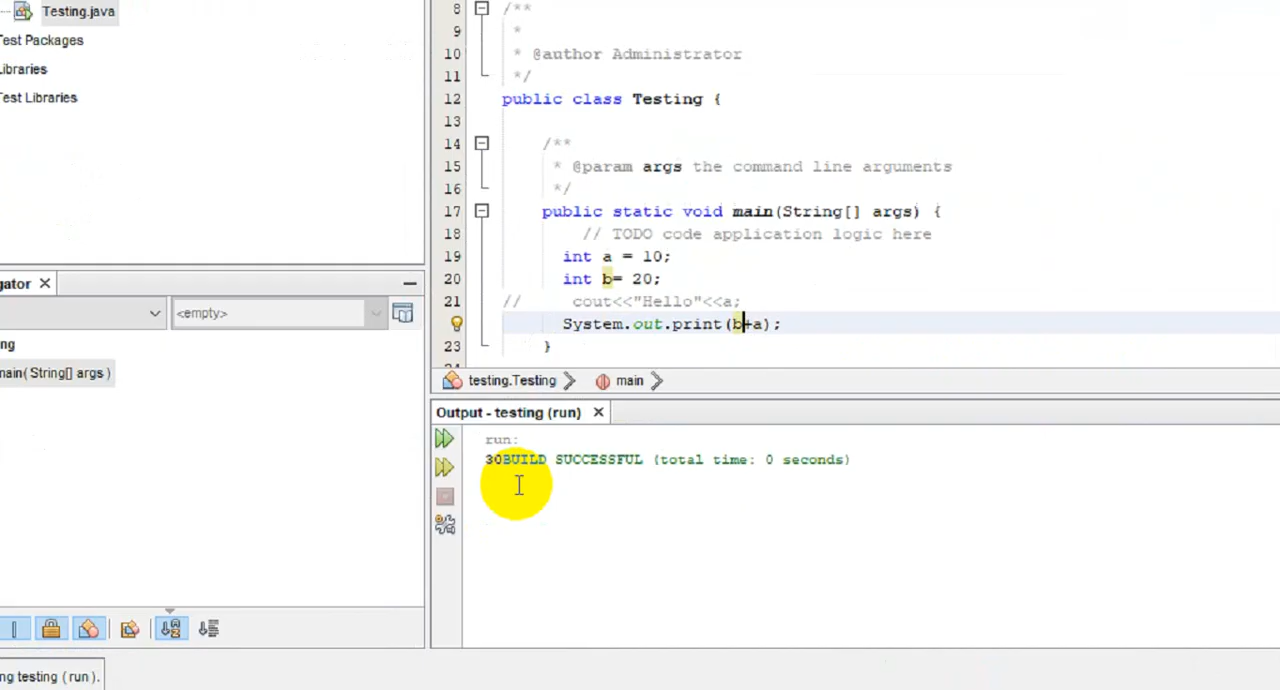 Testing.java
Test Packages
Libraries
Test Libraries
gator
<empty>
ng
main( String[] args )
8 /**
9 *
10 * @author Administrator
11 */
12 public class Testing {
13
14 /**
15 * @param args the command line arguments
16 */
17 public static void main(String[] args) {
18 // TODO code application logic here
19 int a = 10;
20 int b= 20;
21 // cout<<"Hello"<<a;
System.out.print(b+a);
23 }
testing.Testing main
Output - testing (run)
run:
30BUILD SUCCESSFUL (total time: 0 seconds)
ng testing (run).